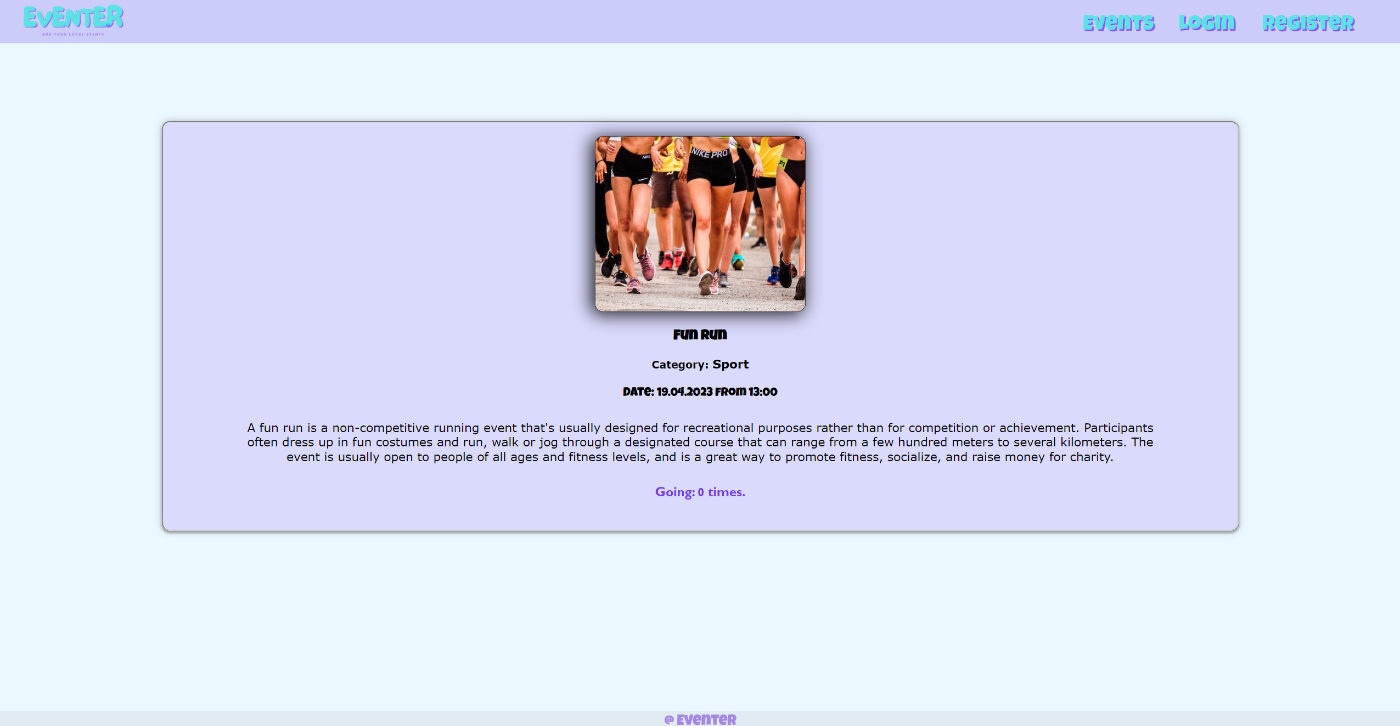 EVENTER
EVENTS LOGIN REGISTER
NIKE PRO
Fun Run
Category: Sport
Date: 19.04.2023 from 13:00
A fun run is a non-competitive running event that's usually designed for recreational purposes rather than for competition or achievement. Participants
often dress up in fun costumes and run, walk or jog through a designated course that can range from a few hundred meters to several kilometers. The
event is usually open to people of all ages and fitness levels, and is a great way to promote fitness, socialize, and raise money for charity.
Going: 0 times.
@ Eventer